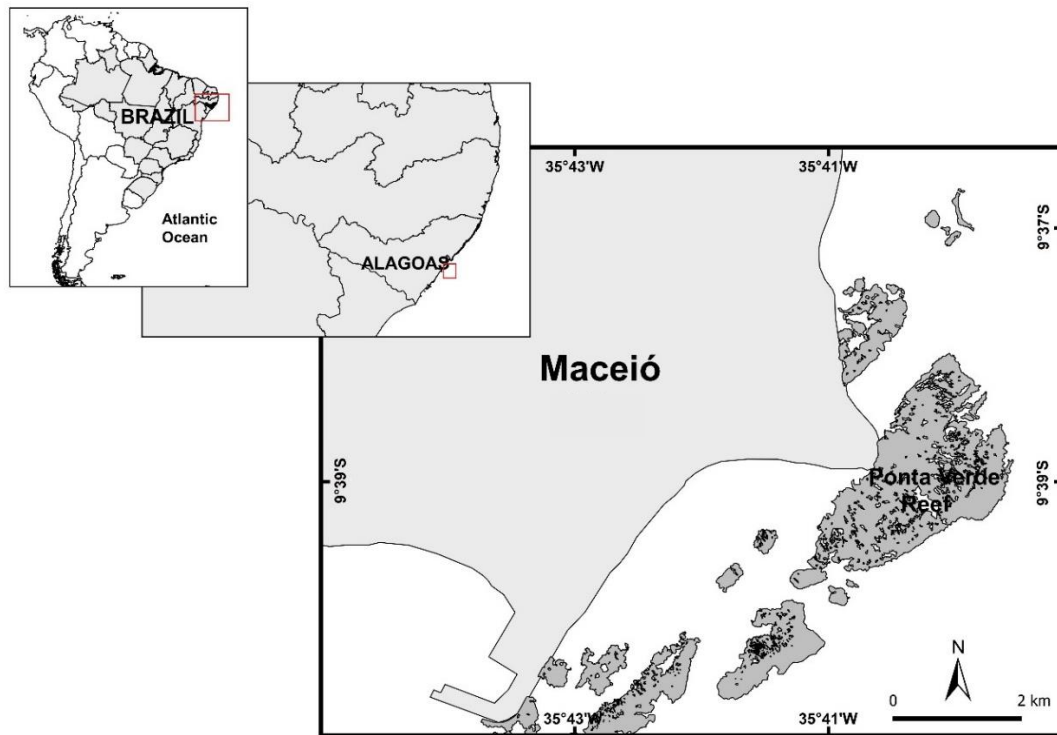 BRAZIL
Atlantic
Ocean
ALAGOAS
35°43'W
35°41'W
9°37'S
Maceió
9°39'S
9°39'S
Ponta Verde
Reef
35°43'W
35°41'W
N
0 2 km